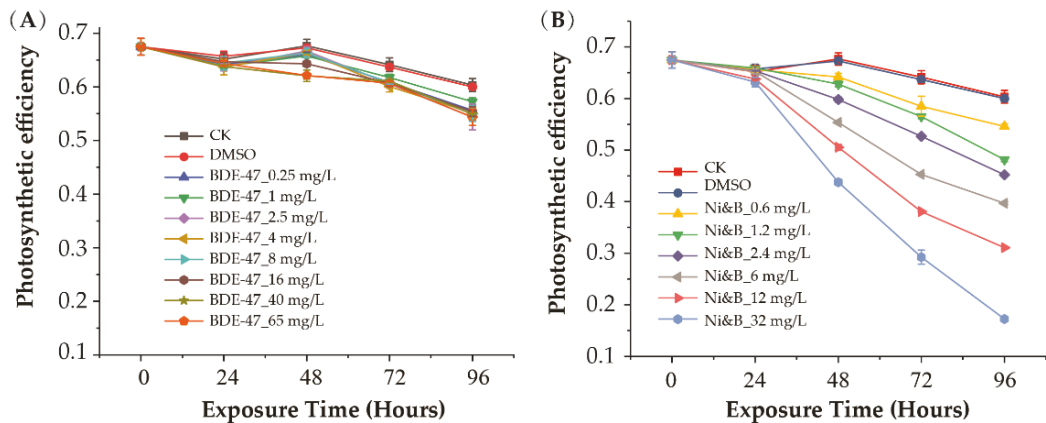 (A)
Photosynthetic efficiency
0.7
0.6
0.5
0.4
0.3
0.2
0.1
CK
DMSO
BDE-47_0.25 mg/L
BDE-47_1 mg/L
BDE-47_2.5 mg/L
BDE-47_4 mg/L
BDE-47_8 mg/L
BDE-47_16 mg/L
BDE-47_40 mg/L
BDE-47_65 mg/L
0 24 48 72 96
Exposure Time (Hours)
(B)
Photosynthetic efficiency
0.7
0.6
0.5
0.4
0.3
0.2
0.1
CK
DMSO
Ni&B_0.6 mg/L
Ni&B_1.2 mg/L
Ni&B_2.4 mg/L
Ni&B_6 mg/L
Ni&B_12 mg/L
Ni&B_32 mg/L
0 24 48 72 96
Exposure Time (Hours)